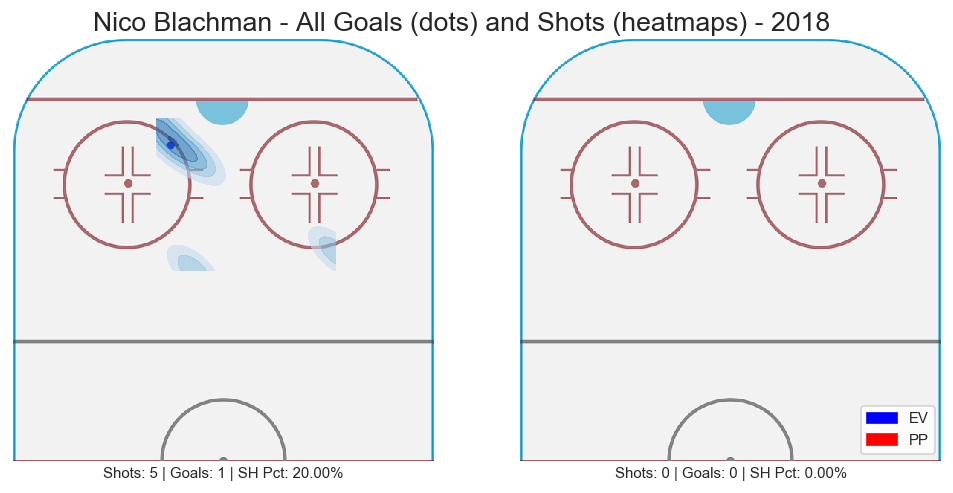 Nico Blachman - All Goals (dots) and Shots (heatmaps) - 2018
EV
PP
Shots: 5 | Goals: 1 | SH Pct: 20.00%
Shots: 0 | Goals: 0 | SH Pct: 0.00%